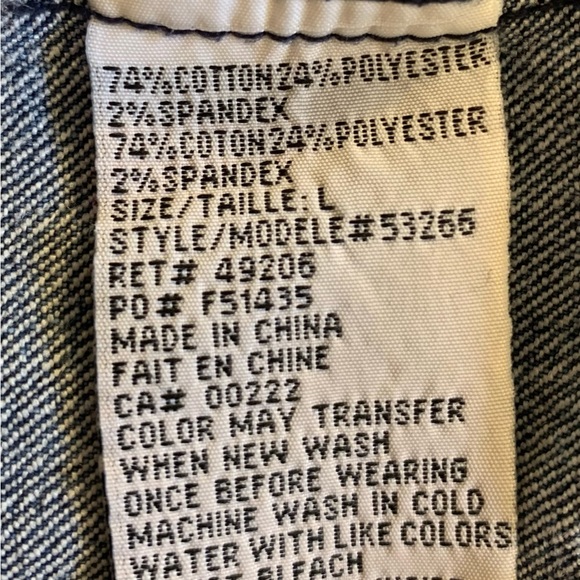 74%COTTON24%POLYESTER
2%SPANDEX
74%COTON24%POLYESTER
2%SPANDEX
SIZE/TAILLE: L
STYLE/MODELE#53266
RET# 49206
PO# F51435
MADE IN CHINA
FAIT EN CHINE
CA# 00222
COLOR MAY TRANSFER
WHEN NEW WASH
ONCE BEFORE WEARING
MACHINE WASH IN COLD
WATER WITH LIKE COLORS
BLEACH